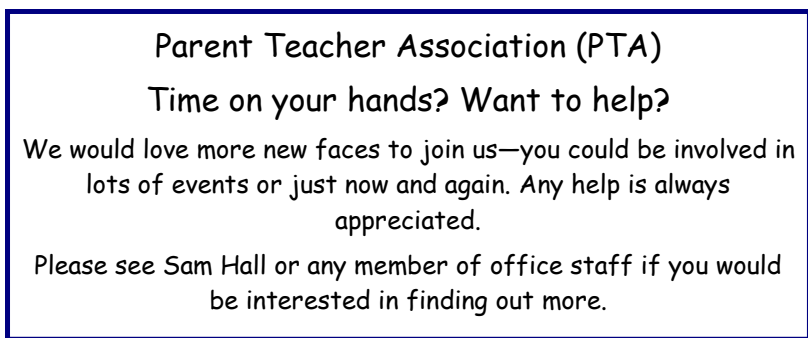 Parent Teacher Association (PTA)
Time on your hands? Want to help?
We would love more new faces to join us—you could be involved in
lots of events or just now and again. Any help is always
appreciated.
Please see Sam Hall or any member of office staff if you would
be interested in finding out more.